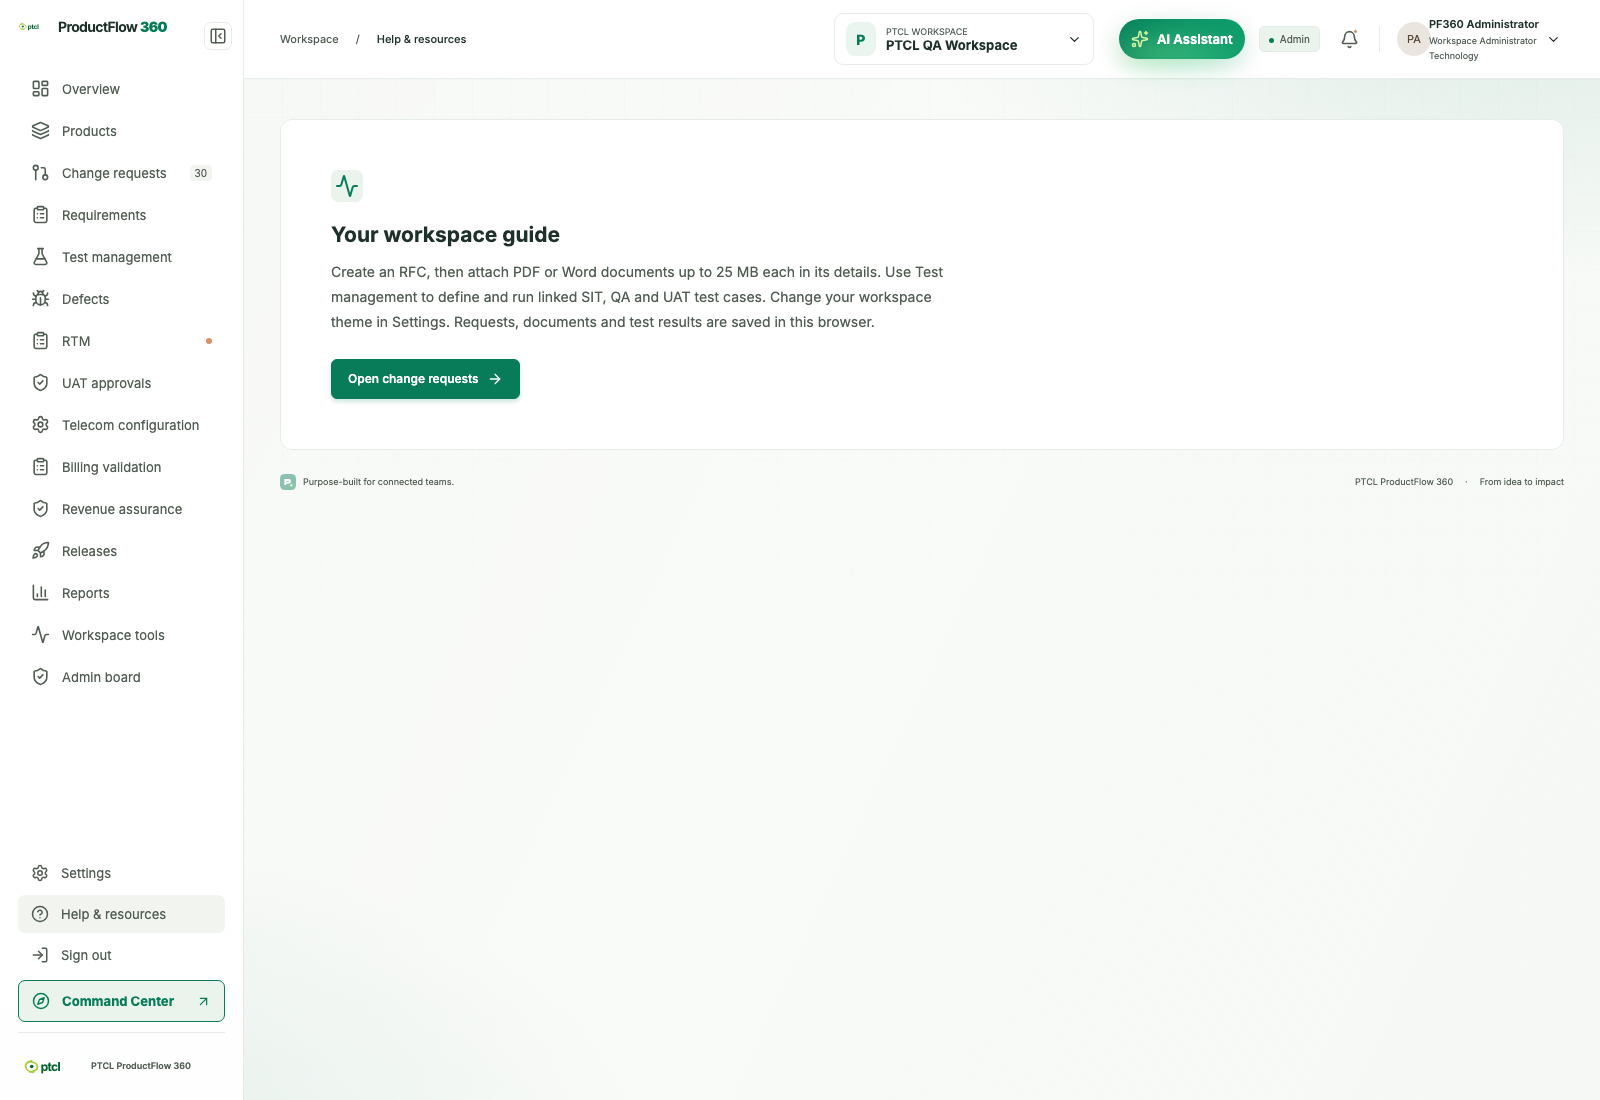 ptcl
ProductFlow 360
Overview
Products
Change requests 30
Requirements
Test management
Defects
RTM
UAT approvals
Telecom configuration
Billing validation
Revenue assurance
Releases
Reports
Workspace tools
Admin board
Settings
Help & resources
Sign out
Command Center
ptcl
PTCL ProductFlow 360
Workspace / Help & resources
P
PTCL WORKSPACE
PTCL QA Workspace
AI Assistant
Admin
PA
PF360 Administrator
Workspace Administrator
Technology
Your workspace guide
Create an RFC, then attach PDF or Word documents up to 25 MB each in its details. Use Test
management to define and run linked SIT, QA and UAT test cases. Change your workspace
theme in Settings. Requests, documents and test results are saved in this browser.
Open change requests
P. Purpose-built for connected teams.
PTCL ProductFlow 360 · From idea to impact